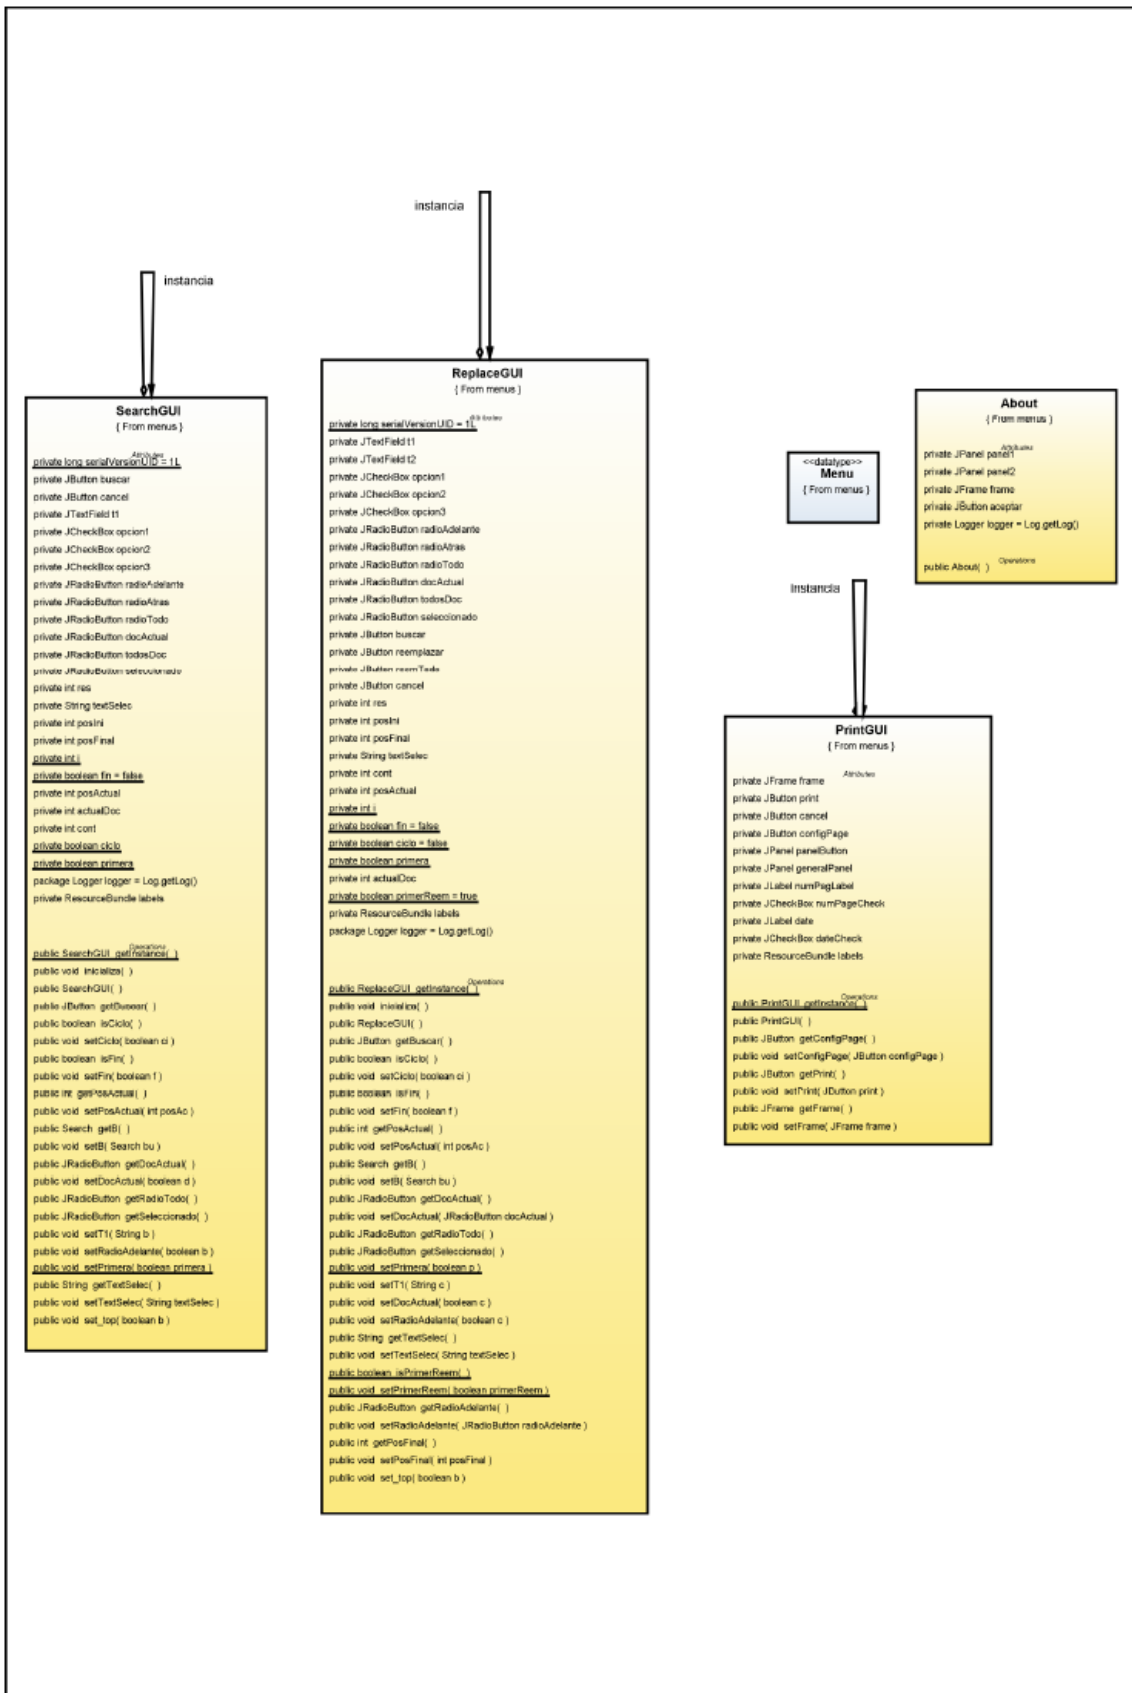 instancia
SearchGUI
{ From menus }
Attributes
private long serialVersionUID = 1L
private JButton buscar
private JButton cancel
private JTextField t1
private JCheckBox opcion1
private JCheckBox opcion2
private JCheckBox opcion3
private JRadioButton radioAdelante
private JRadioButton radioAtras
private JRadioButton radioTodo
private JRadioButton docActual
private JRadioButton todosDoc
private JRadioButton seleccionado
private int res
private String textSelec
private int posIni
private int posFinal
private int i
private boolean fin = false
private int posActual
private int actualDoc
private int cont
private boolean ciclo
private boolean primera
package Logger logger = Log.getLog()
private ResourceBundle labels
Operations
public SearchGUI getInstance( )
public void inicializa( )
public SearchGUI( )
public JButton getBuscar( )
public boolean isCiclo( )
public void setCiclo( boolean ci )
public boolean isFin( )
public void setFin( boolean f )
public int getPosActual( )
public void setPosActual( int posAc )
public Search getB( )
public void setB( Search bu )
public JRadioButton getDocActual( )
public void setDocActual( boolean d )
public JRadioButton getRadioTodo( )
public JRadioButton getSeleccionado( )
public void setT1( String b )
public void setRadioAdelante( boolean b )
public void setPrimera( boolean primera )
public String getTextSelec( )
public void setTextSelec( String textSelec )
public void set_top( boolean b )
instancia
ReplaceGUI
{ From menus }
Attributes
private long serialVersionUID = 1L
private JTextField t1
private JTextField t2
private JCheckBox opcion1
private JCheckBox opcion2
private JCheckBox opcion3
private JRadioButton radioAdelante
private JRadioButton radioAtras
private JRadioButton radioTodo
private JRadioButton docActual
private JRadioButton todosDoc
private JRadioButton seleccionado
private JButton buscar
private JButton reemplazar
private JButton reemTodo
private JButton cancel
private int res
private int posIni
private int posFinal
private String textSelec
private int cont
private int posActual
private int i
private boolean fin = false
private boolean ciclo = false
private boolean primera
private int actualDoc
private boolean primerReem = true
private ResourceBundle labels
package Logger logger = Log.getLog()
Operations
public ReplaceGUI getInstance( )
public void inicializa( )
public ReplaceGUI( )
public JButton getBuscar( )
public boolean isCiclo( )
public void setCiclo( boolean ci )
public boolean isFin( )
public void setFin( boolean f )
public int getPosActual( )
public void setPosActual( int posAc )
public Search getB( )
public void setB( Search bu )
public JRadioButton getDocActual( )
public void setDocActual( JRadioButton docActual )
public JRadioButton getRadioTodo( )
public JRadioButton getSeleccionado( )
public void setPrimera( boolean p )
public void setT1( String c )
public void setDocActual( boolean c )
public void setRadioAdelante( boolean c )
public String getTextSelec( )
public void setTextSelec( String textSelec )
public boolean isPrimerReem( )
public void setPrimerReem( boolean primerReem )
public JRadioButton getRadioAdelante( )
public void setRadioAdelante( JRadioButton radioAdelante )
public int getPosFinal( )
public void setPosFinal( int posFinal )
public void set_top( boolean b )
<<datatype>>
Menu
{ From menus }
About
{ From menus }
Attributes
private JPanel panel1
private JPanel panel2
private JFrame frame
private JButton aceptar
private Logger logger = Log.getLog()
Operations
public About( )
instancia
PrintGUI
{ From menus }
Attributes
private JFrame frame
private JButton print
private JButton cancel
private JButton configPage
private JPanel panelButton
private JPanel generalPanel
private JLabel numPagLabel
private JCheckBox numPageCheck
private JLabel date
private JCheckBox dateCheck
private ResourceBundle labels
Operations
public PrintGUI getInstance( )
public PrintGUI( )
public JButton getConfigPage( )
public void setConfigPage( JButton configPage )
public JButton getPrint( )
public void setPrint( JButton print )
public JFrame getFrame( )
public void setFrame( JFrame frame )